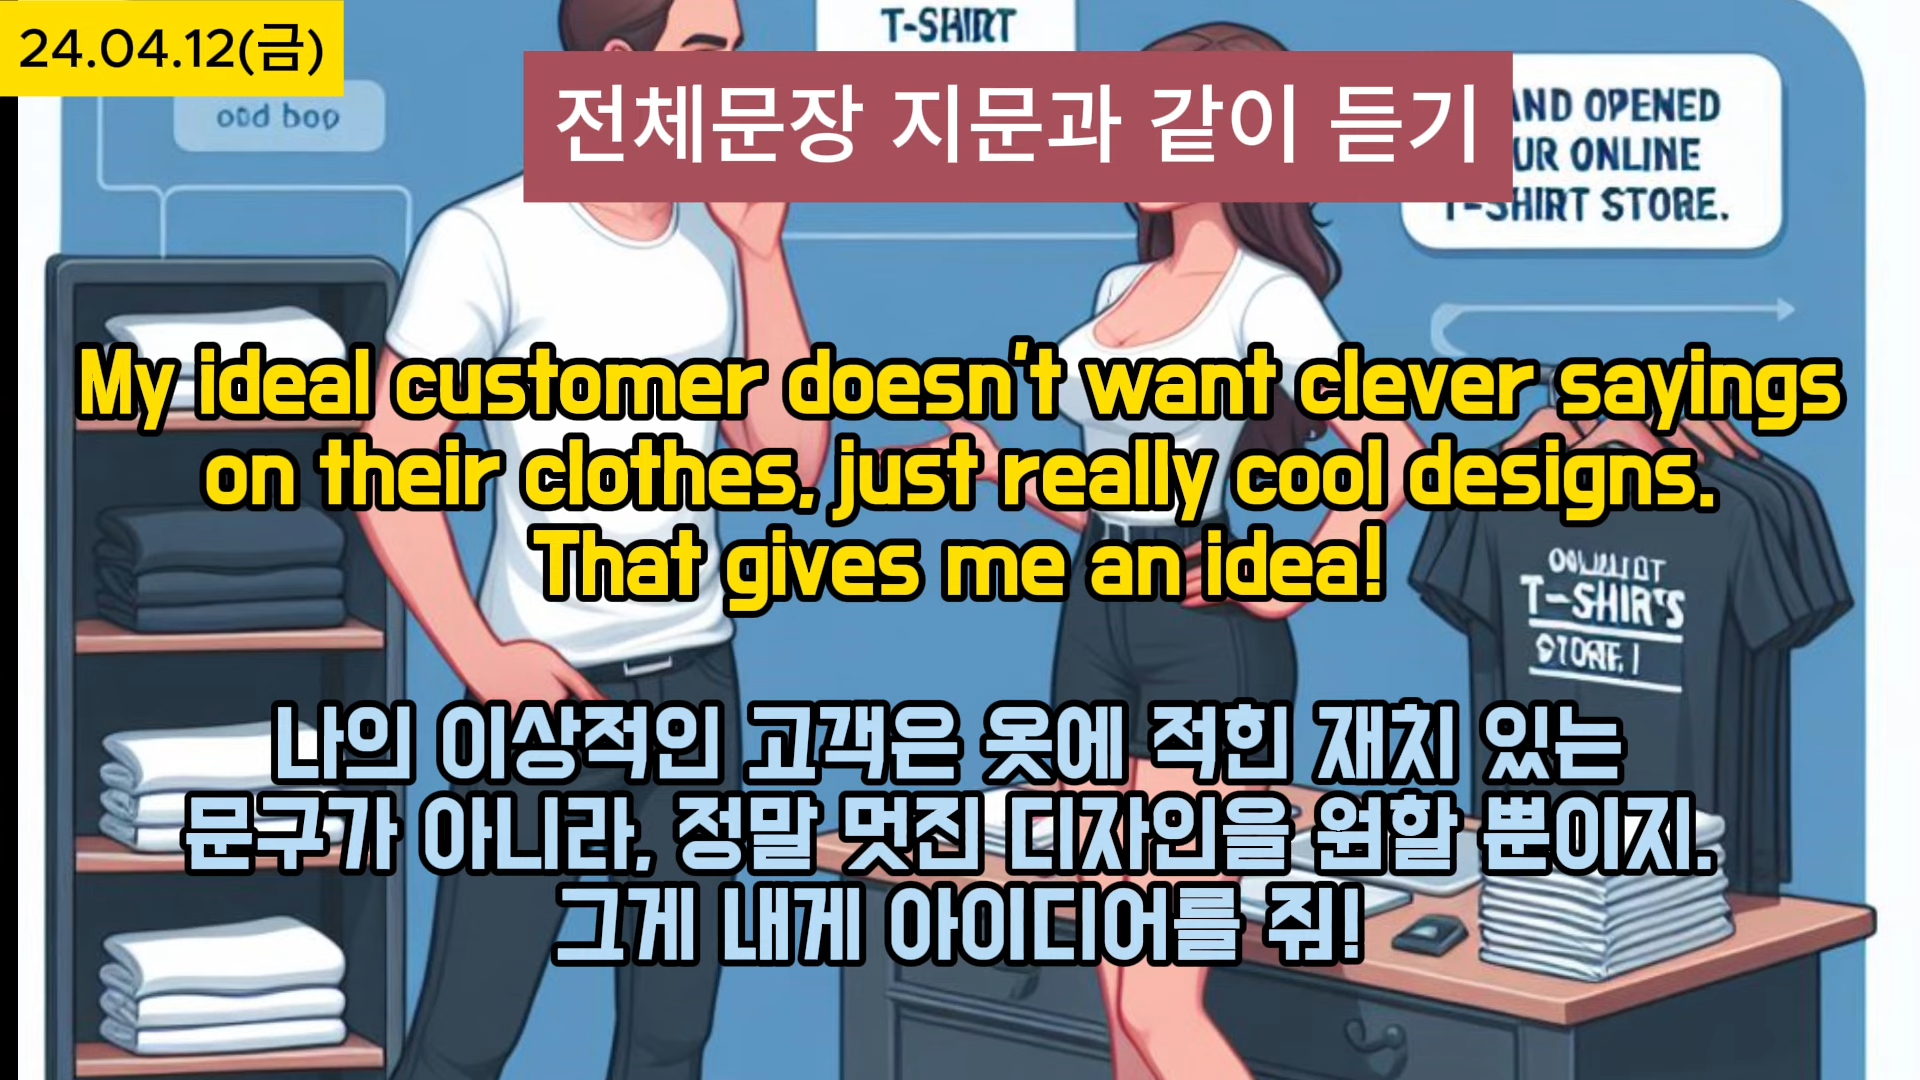 24.04.12(금)
T-SHIRT
전체문장 지문과 같이 듣기
AND OPENED
UR ONLINE
T-SHIRT STORE.
My ideal customer doesn't want clever sayings
on their clothes, just really cool designs.
That gives me an idea!
T-SHIR'S
나의 이상적인 고객은 옷에 적힌 재치 있는
문구가 아니라, 정말 멋진 디자인을 원할 뿐이지.
그게 내게 아이디어를 줘!